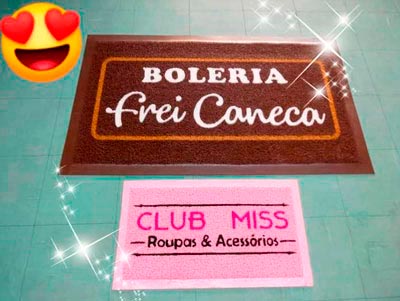 BOLERIA
Frei Caneca
CLUB MISS
Roupas & Acessórios